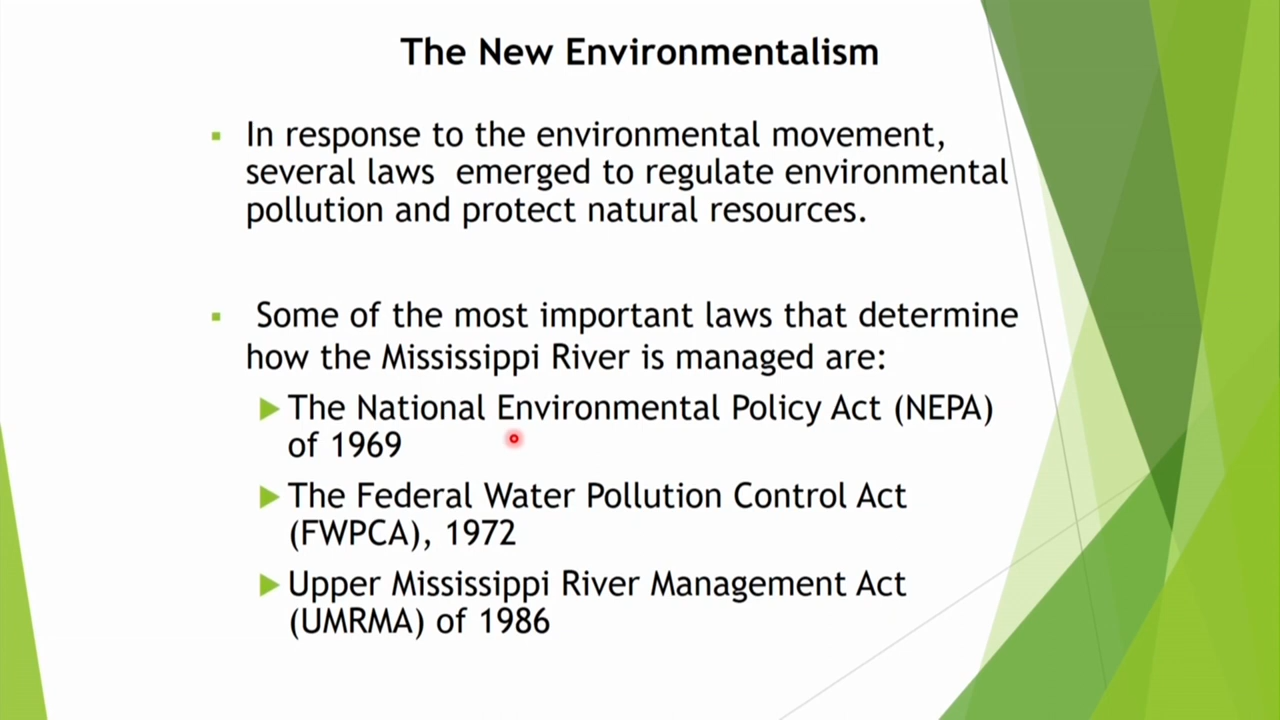 The New Environmentalism
In response to the environmental movement,
several laws  emerged to regulate environmental
pollution and protect natural resources.
Some of the most important laws that determine
how the Mississippi River is managed are:
The National Environmental Policy Act (NEPA)
of 1969
The Federal Water Pollution Control Act
(FWPCA), 1972
Upper Mississippi River Management Act
(UMRMA) of 1986